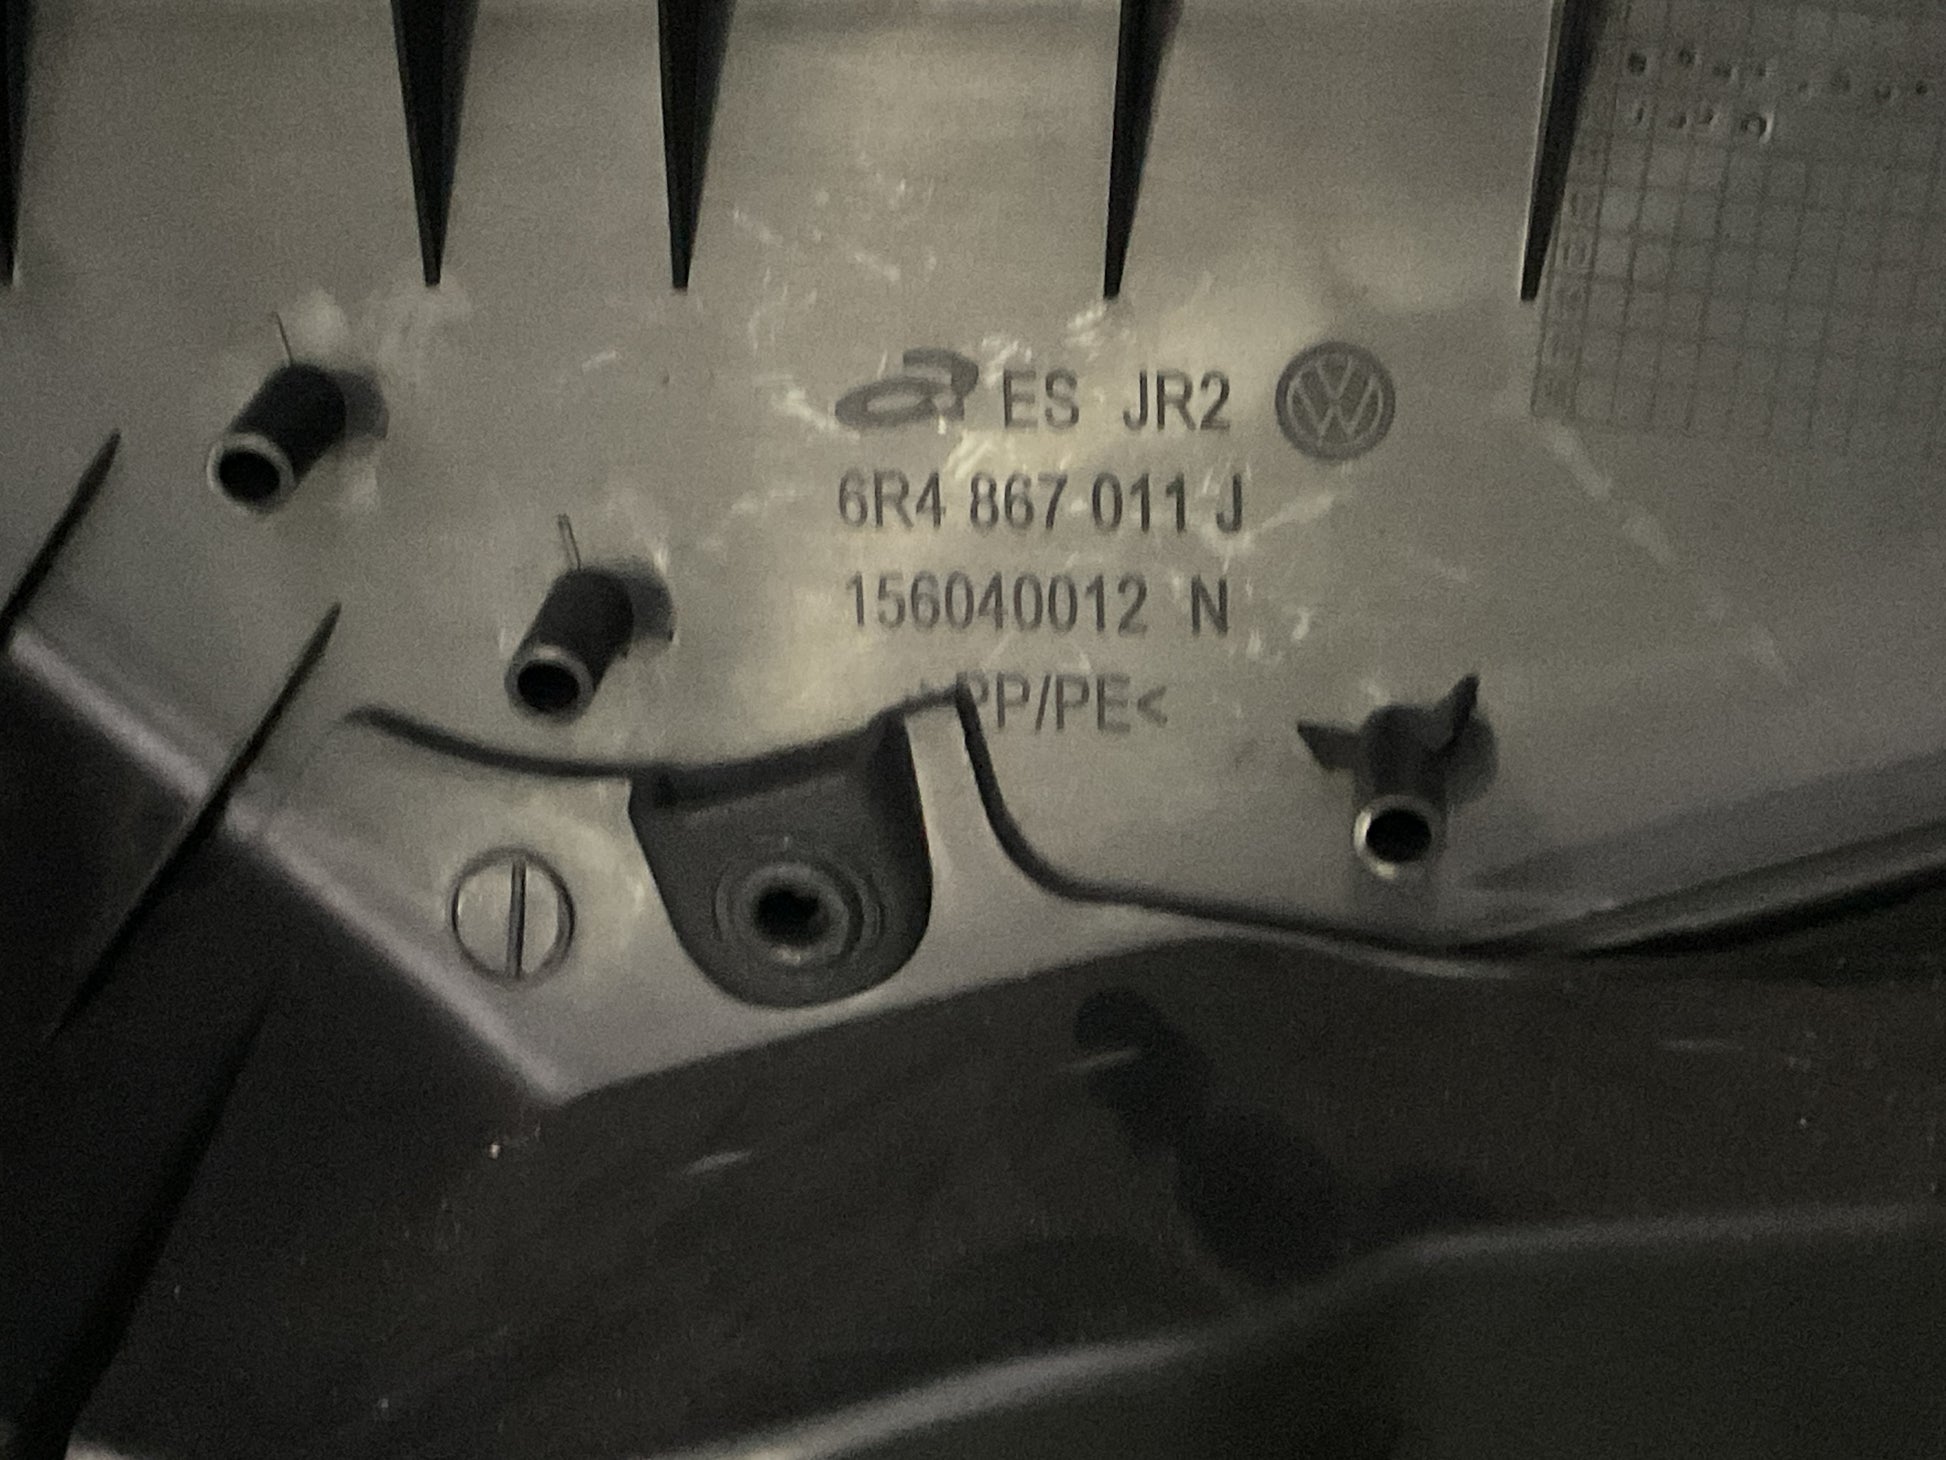 ES JR2
6R4 867 011 J
156040012 N
PP/PE<